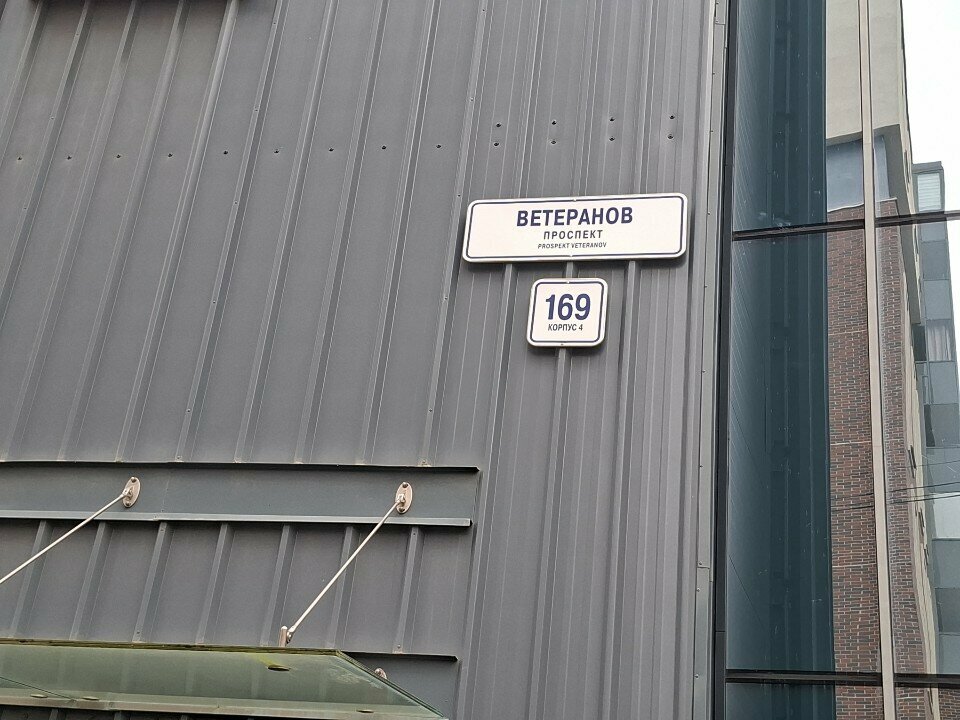 ВЕТЕРАНОВ
ПРОСПЕКТ
PROSPEKT VETERANOV
169
КОРПУС 4